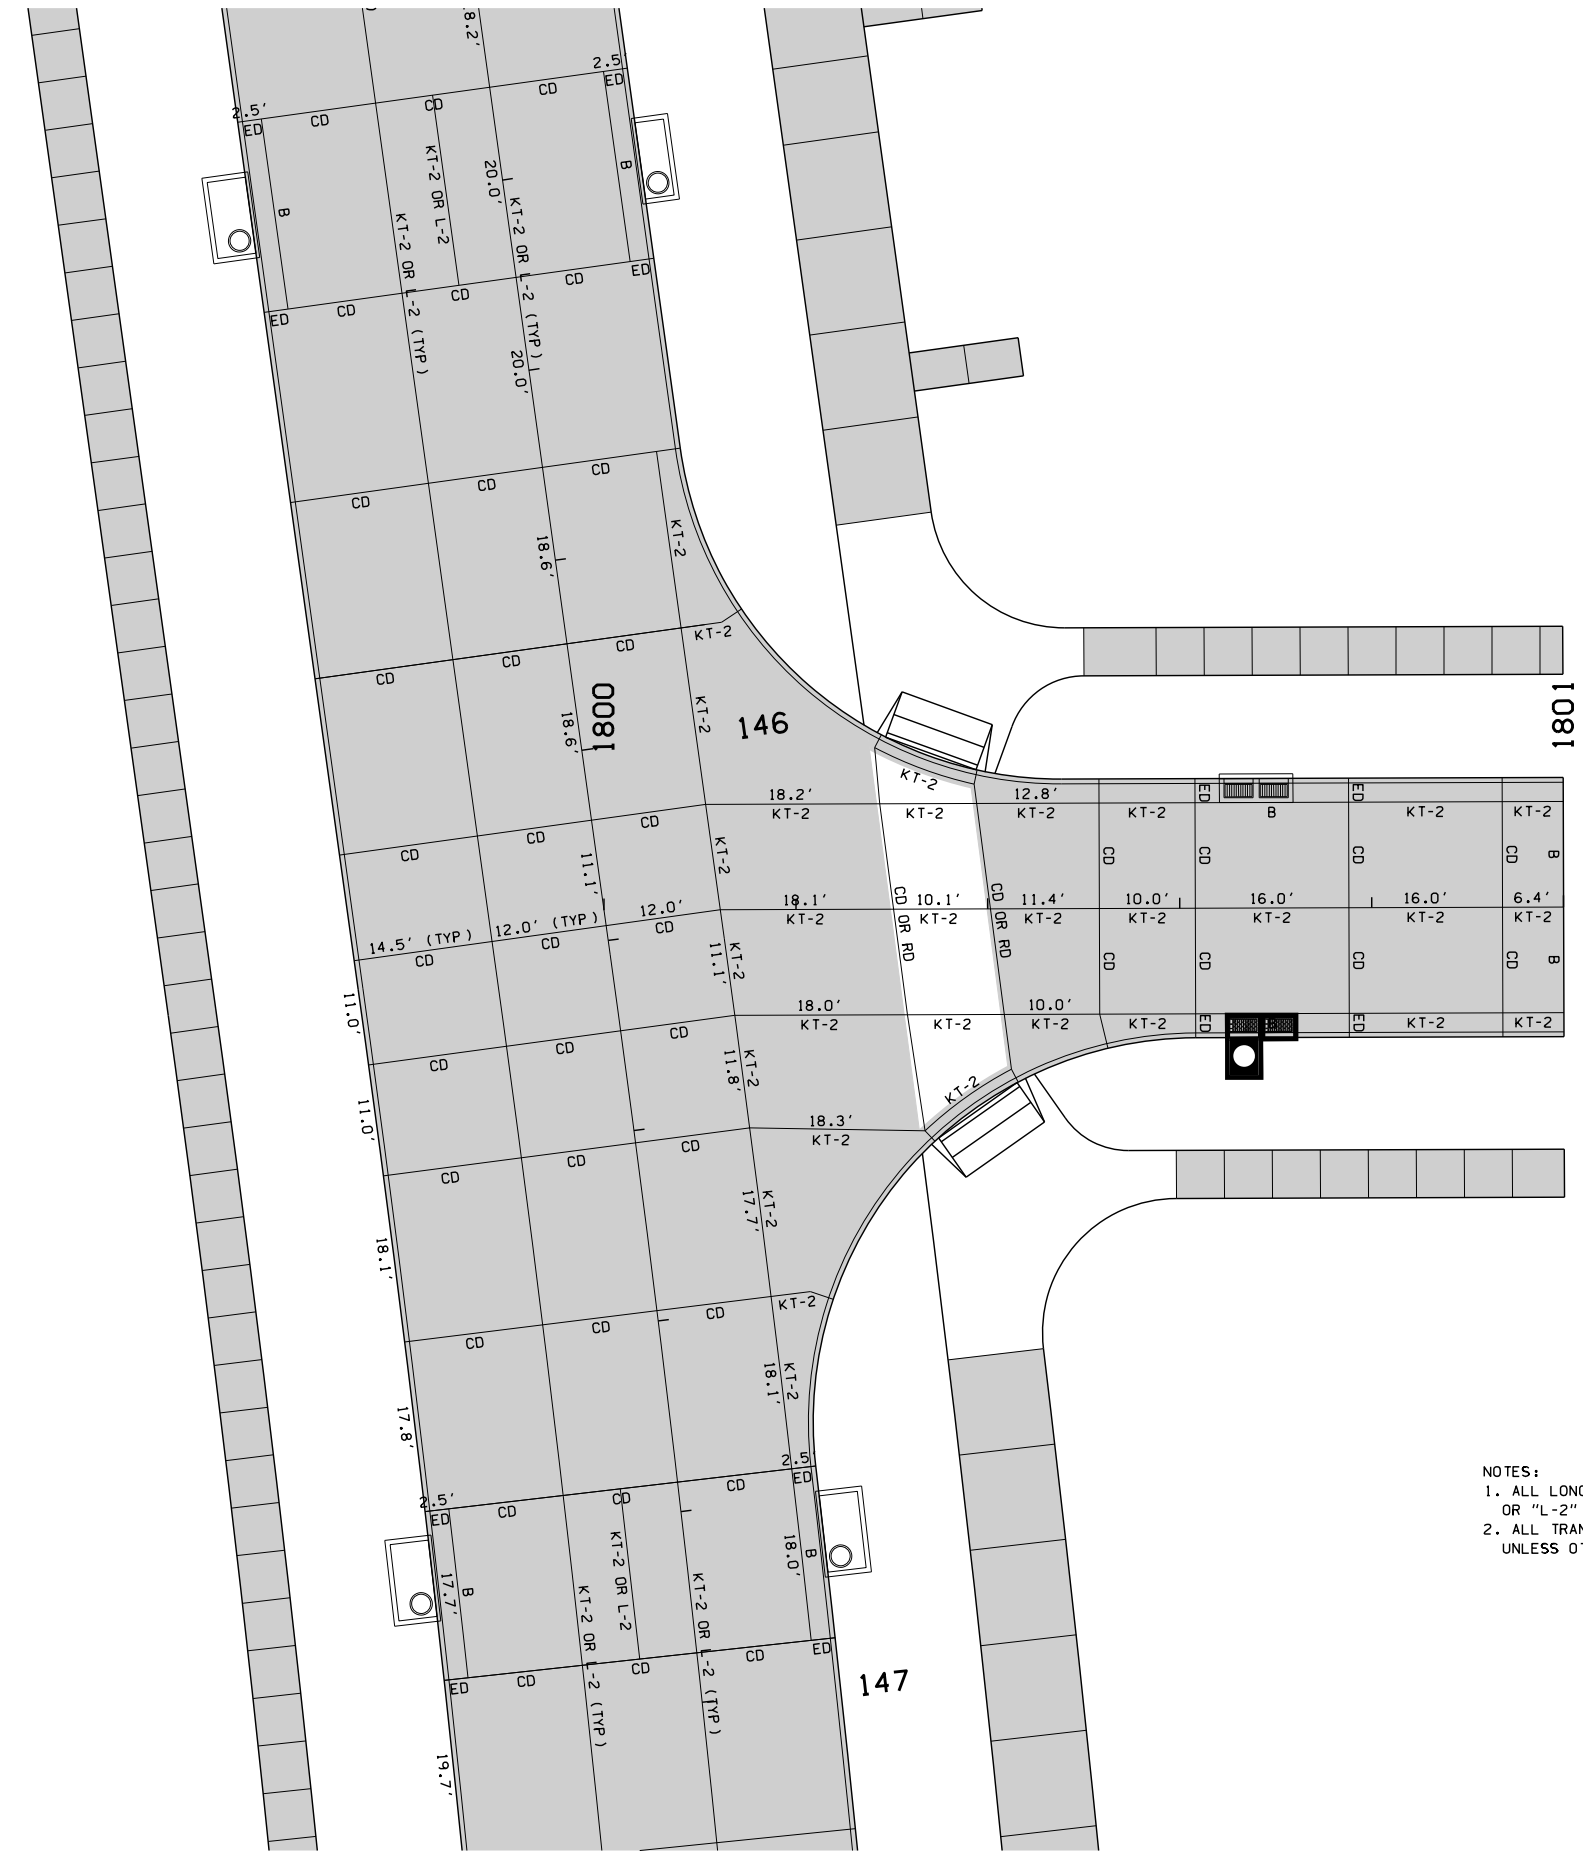 8.2'
2.5
ED
CD
CD
CD
2.5'
ED
CD
KT-2 OR L-2
20.0'
B
B
KT-2 OR L-2 (TYP)
KT-2 OR L-2 (TYP)
ED
CD
CD
CD
ED
20.0'
CD
CD
CD
18.6'
KT-2
KT-2
CD
CD
CD
18.6'
1800
KT-2
146
1801
KT-2
18.2'
12.8'
ED
ED
KT-2
KT-2
KT-2
KT-2
B
KT-2
KT-2
CD
CD
CD
11.1'
KT-2
CD
CD
CD
CD
B
14.5' (TYP)
12.0' (TYP)
12.0'
18.1'
CD OR RD
10.1'
CD OR RD
11.4'
10.0'
16.0'
16.0'
6.4'
KT-2
KT-2
KT-2
KT-2
KT-2
KT-2
KT-2
CD
CD
CD
11.1'
KT-2
CD
CD
CD
CD
B
11.0'
18.0'
10.0'
KT-2
KT-2
KT-2
KT-2
ED
ED
KT-2
KT-2
CD
CD
CD
11.8'
KT-2
KT-2
11.0'
18.3'
KT-2
CD
CD
CD
17.7'
KT-2
18.1'
KT-2
CD
CD
CD
18.1'
KT-2
17.8'
2.5'
ED
CD
CD
CD
2.5'
ED
KT-2 OR L-2
18.0'
B
17.7'
B
KT-2 OR L-2 (TYP)
KT-2 OR L-2 (TYP)
ED
CD
CD
CD
ED
147
19.7'
NOTES:
1. ALL LONG
OR "L-2"
2. ALL TRAN
UNLESS OT